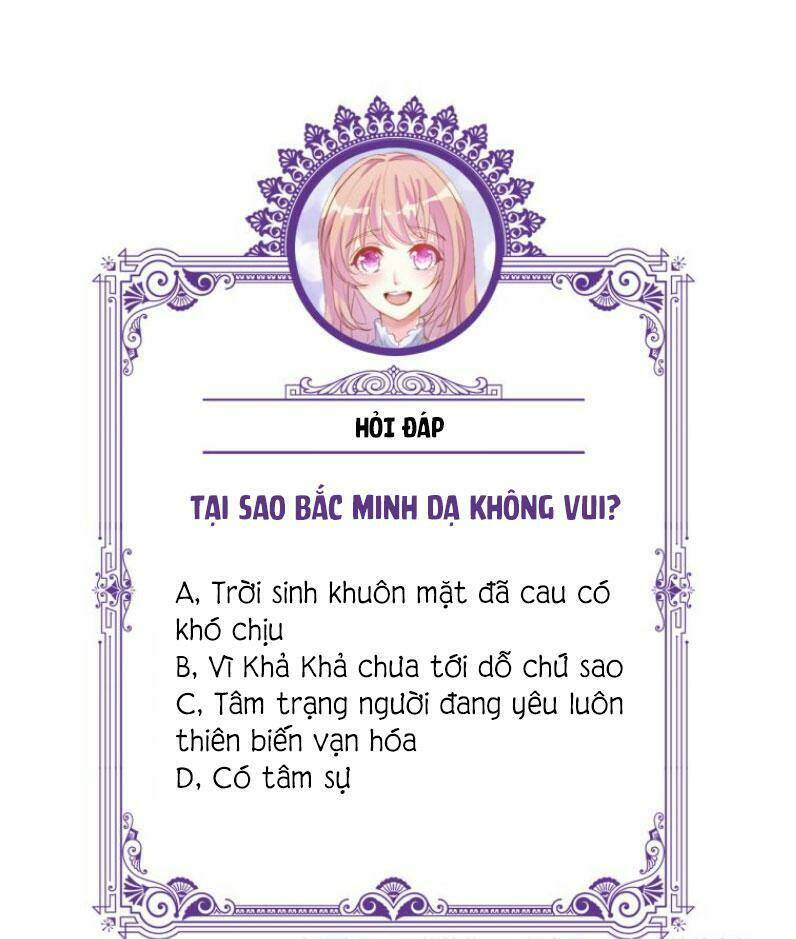 HỎI ĐÁP
TẠI SAO BẮC MINH DẠ KHÔNG VUI?
A, Trời sinh khuôn mặt đã cau có
khó chịu
B, Vì Khả Khả chưa tới dỗ chứ sao
C, Tâm trạng người đang yêu luôn
thiên biến vạn hóa
D, Có tâm sự